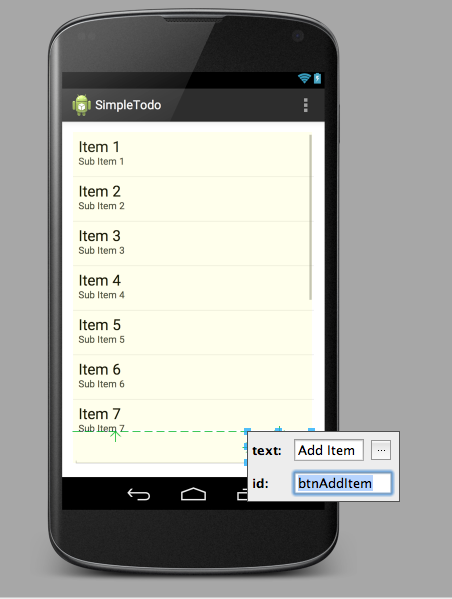 SimpleTodo
Item 1
Sub Item 1
Item 2
Sub Item 2
Item 3
Sub Item 3
Item 4
Sub Item 4
Item 5
Sub Item 5
Item 6
Sub Item 6
Item 7
Sub Item 7
text: Add Item ...
id: btnAddItem